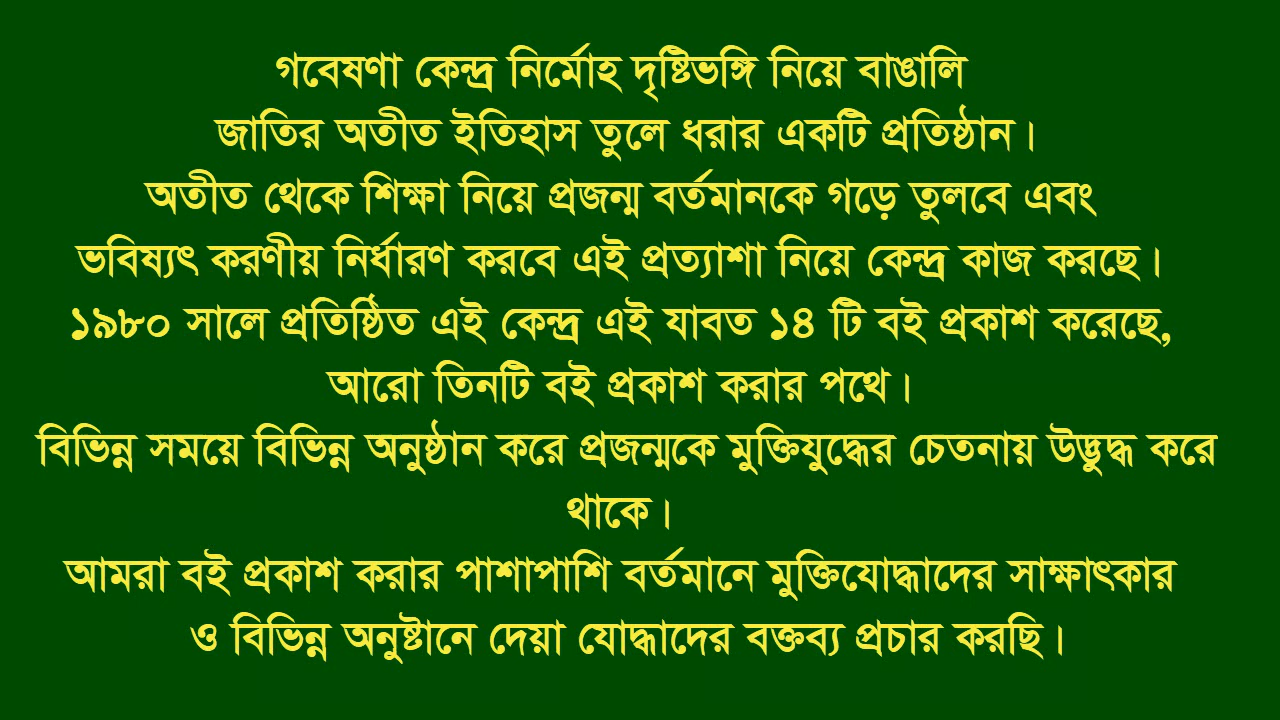 গবেষণা কেন্দ্র নির্মোহ দৃষ্টিভঙ্গি নিয়ে বাঙালি
জাতির অতীত ইতিহাস তুলে ধরার একটি প্রতিষ্ঠান।
অতীত থেকে শিক্ষা নিয়ে প্রজন্ম বর্তমানকে গড়ে তুলবে এবং
ভবিষ্যৎ করণীয় নির্ধারণ করবে এই প্রত্যাশা নিয়ে কেন্দ্র কাজ করছে।
১৯৮০ সালে প্রতিষ্ঠিত এই কেন্দ্র এই যাবত ১৪ টি বই প্রকাশ করেছে,
আরো তিনটি বই প্রকাশ করার পথে।
বিভিন্ন সময়ে বিভিন্ন অনুষ্ঠান করে প্রজন্মকে মুক্তিযুদ্ধের চেতনায় উদ্ভুদ্ধ করে
থাকে।
আমরা বই প্রকাশ করার পাশাপাশি বর্তমানে মুক্তিযোদ্ধাদের সাক্ষাৎকার
ও বিভিন্ন অনুষ্টানে দেয়া যোদ্ধাদের বক্তব্য প্রচার করছি।